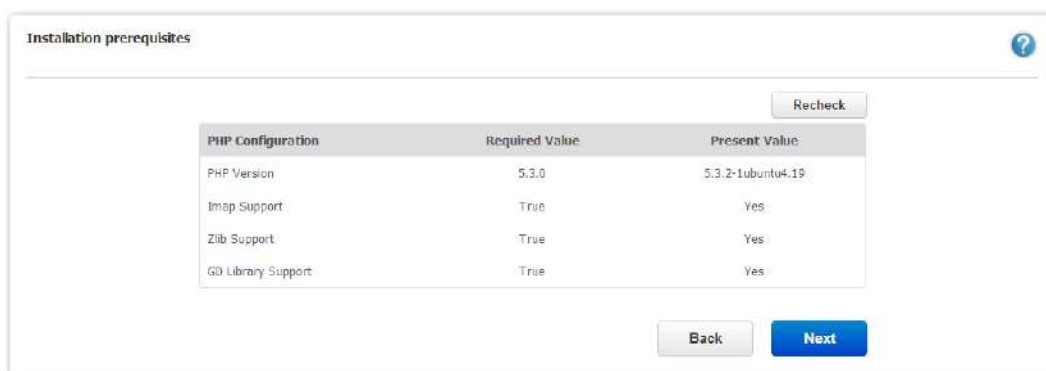 Installation prerequisites
?
Recheck
PHP Configuration Required Value Present Value
PHP Version 5.3.0 5.3.2-1ubuntu4.19
Imap Support True Yes
Zlib Support True Yes
GD Library Support True Yes
Back Next